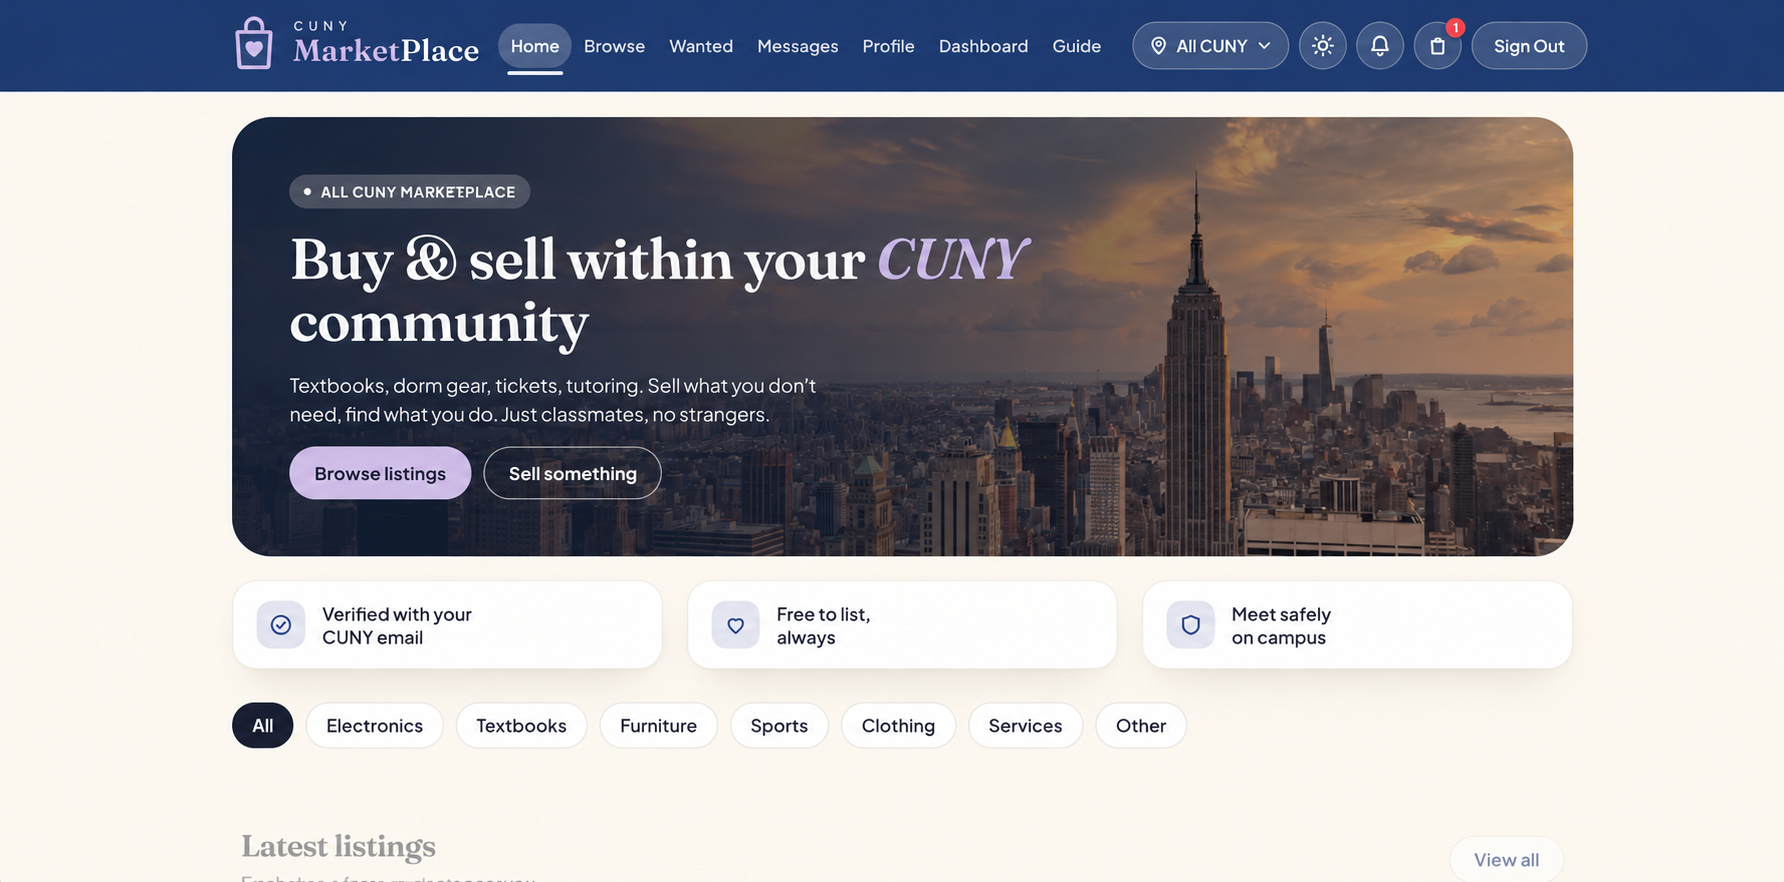 CUNY
MarketPlace
Home Browse Wanted Messages Profile Dashboard Guide All CUNY 1 Sign Out
ALL CUNY MARKETPLACE
Buy & sell within your CUNY
community
Textbooks, dorm gear, tickets, tutoring. Sell what you don't
need, find what you do. Just classmates, no strangers.
Browse listings Sell something
Verified with your
CUNY email
Free to list,
always
Meet safely
on campus
All Electronics Textbooks Furniture Sports Clothing Services Other
Latest listings
View all